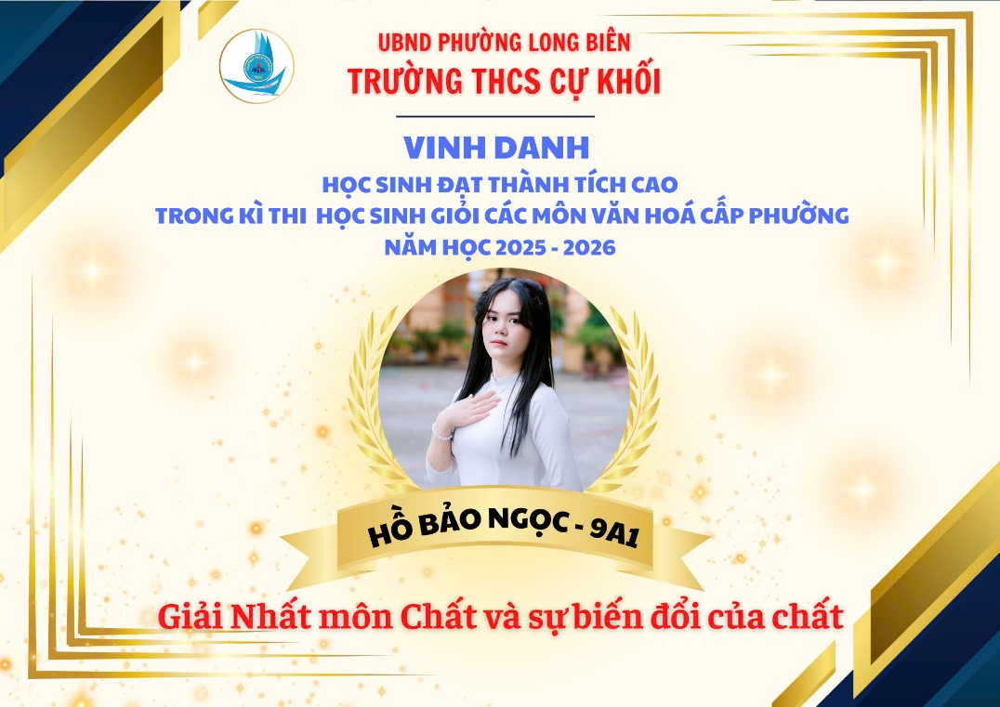 UBND PHƯỜNG LONG BIÊN
TRƯỜNG THCS CỰ KHỐI
VINH DANH
HỌC SINH ĐẠT THÀNH TÍCH CAO
TRONG KÌ THI HỌC SINH GIỎI CÁC MÔN VĂN HOÁ CẤP PHƯỜNG
NĂM HỌC 2025 - 2026
HỒ BẢO NGỌC - 9A1
Giải Nhất môn Chất và sự biến đổi của chất